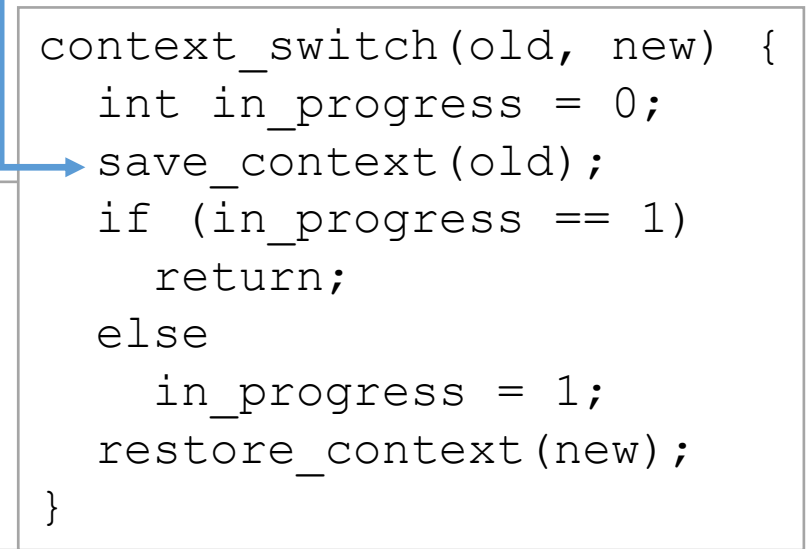 context_switch(old, new) {
  int in_progress = 0;
  save_context(old);
  if (in_progress == 1)
    return;
  else
    in_progress = 1;
  restore_context(new);
}